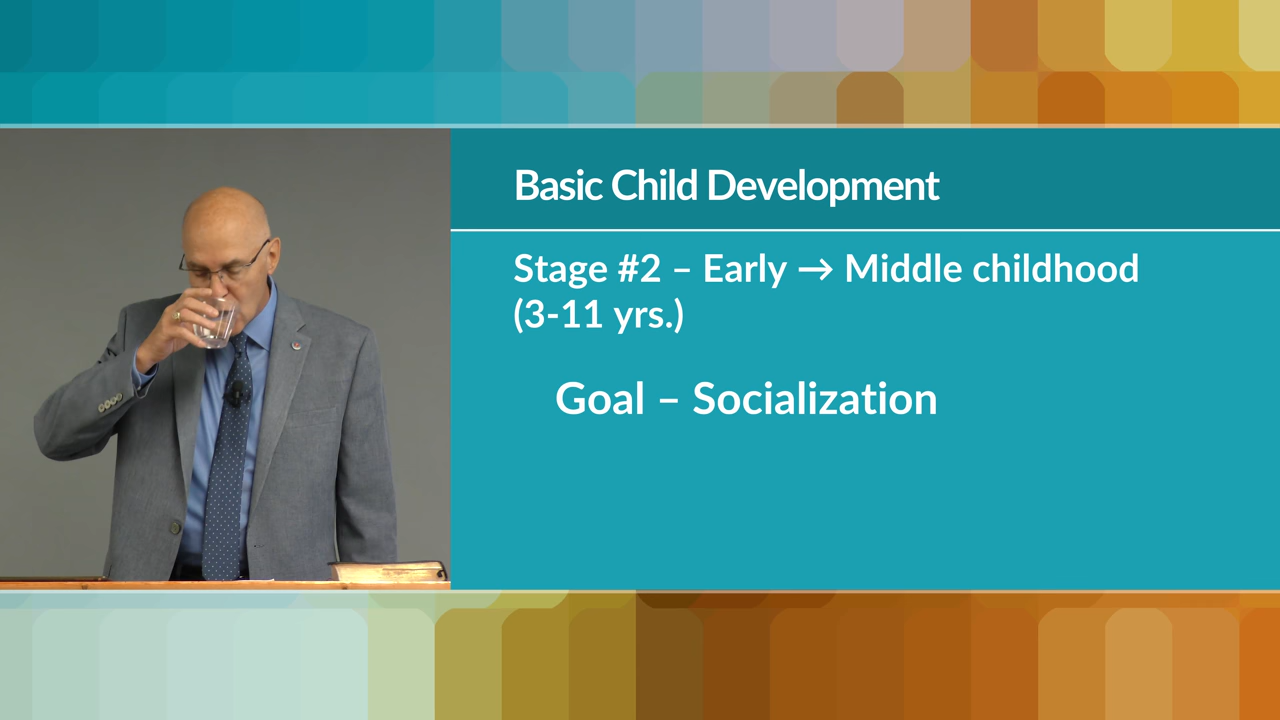 Basic Child Development
Stage #2 – Early → Middle childhood
(3-11 yrs.)
Goal – Socialization